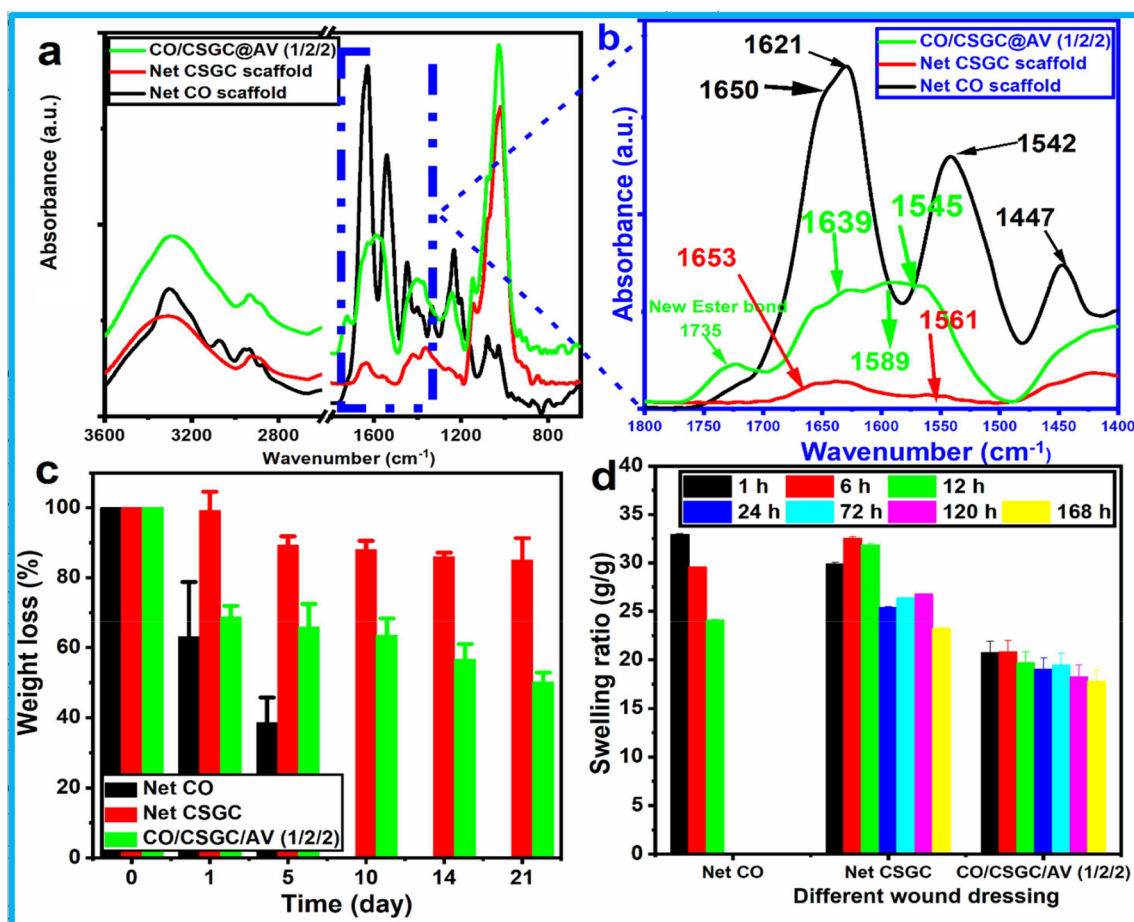 a
CO/CSGC@AV (1/2/2)
Net CSGC scaffold
Net CO scaffold
Absorbance (a.u.)
3600 3200 2800 1600 1200 800
Wavenumber (cm-1)
b
CO/CSGC@AV (1/2/2)
Net CSGC scaffold
Net CO scaffold
1621
1650
1542
1639
1545
1447
1653
New Ester bond
1735
1589
1561
Absorbance (a.u.)
1800 1700 1600 1550 1500 1400
Wavenumber (cm-1)
c
Weight loss (%)
100
80
60
40
20
0
Net CO
Net CSGC
CO/CSGC/AV (1/2/2)
0 1 5 10 14 21
Time (day)
d
1 h 6 h 12 h
24 h 72 h 120 h 168 h
Swelling ratio (g/g)
40
35
30
25
20
15
10
5
0
Net CO Net CSGC CO/CSGC/AV (1/2/2)
Different wound dressing